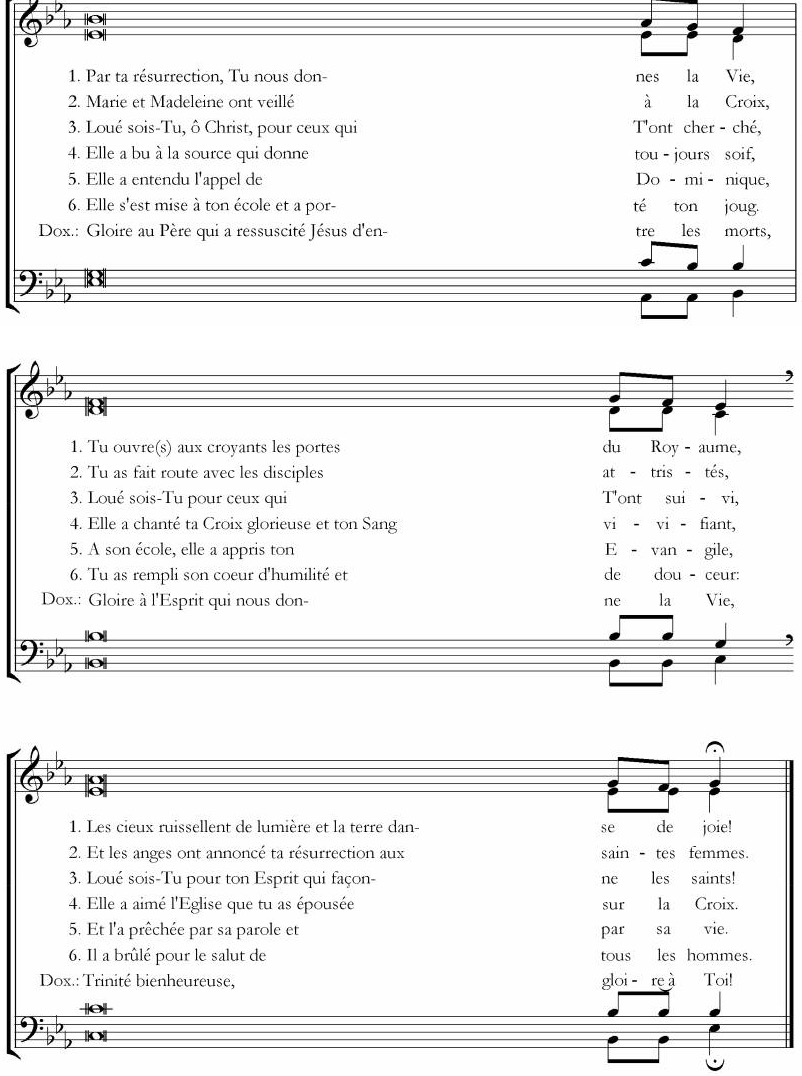 1. Par ta résurrection, Tu nous don- nes la Vie,
2. Marie et Madeleine ont veillé à la Croix,
3. Loué sois-Tu, ô Christ, pour ceux qui T'ont cher - ché,
4. Elle a bu à la source qui donne tou - jours soif,
5. Elle a entendu l'appel de Do - mi - nique,
6. Elle s'est mise à ton école et a por- té ton joug.
Dox.: Gloire au Père qui a ressuscité Jésus d'en- tre les morts,
1. Tu ouvre(s) aux croyants les portes du Roy - aume,
2. Tu as fait route avec les disciples at - tris - tés,
3. Loué sois-Tu pour ceux qui T'ont sui - vi,
4. Elle a chanté ta Croix glorieuse et ton Sang vi - vi - fiant,
5. A son école, elle a appris ton E - van - gile,
6. Tu as rempli son coeur d'humilité et de dou - ceur:
Dox.: Gloire à l'Esprit qui nous don- ne la Vie,
1. Les cieux ruissellent de lumière et la terre dan- se de joie!
2. Et les anges ont annoncé ta résurrection aux sain - tes femmes.
3. Loué sois-Tu pour ton Esprit qui façon- ne les saints!
4. Elle a aimé l'Eglise que tu as épousée sur la Croix.
5. Et l'a prêchée par sa parole et par sa vie.
6. Il a brûlé pour le salut de tous les hommes.
Dox.: Trinité bienheureuse, gloi - re à Toi!